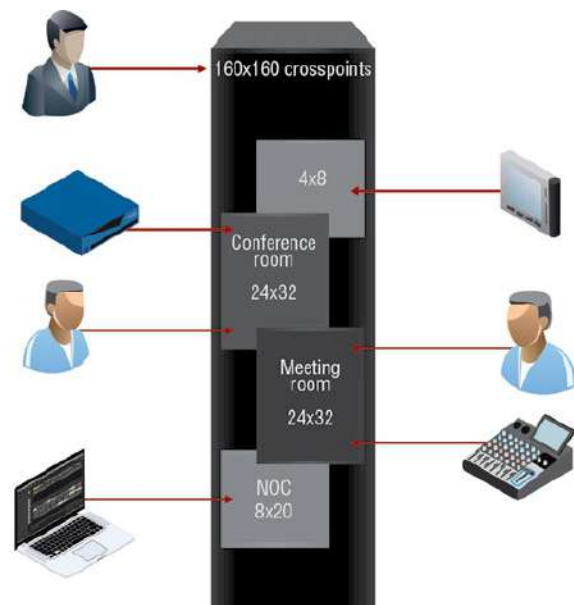 160x160 crosspoints
4x8
Conference
room
24x32
Meeting
room
24x32
NOC
8x20